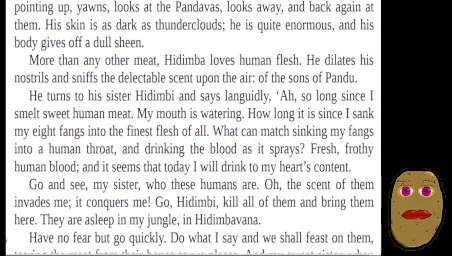 pointing up, yawns, looks at the Pandavas, looks away, and back again at
them. His skin is as dark as thunderclouds; he is quite enormous, and his
body gives off a dull sheen.
More than any other meat, Hidimba loves human flesh. He dilates his
nostrils and sniffs the delectable scent upon the air: of the sons of Pandu.
He turns to his sister Hidimbi and says languidly, ‘Ah, so long since I
smelt sweet human meat. My mouth is watering. How long it is since I sank
my eight fangs into the finest flesh of all. What can match sinking my fangs
into a human throat, and drinking the blood as it sprays? Fresh, frothy
human blood; and it seems that today I will drink to my heart’s content.
Go and see, my sister, who these humans are. Oh, the scent of them
invades me; it conquers me! Go, Hidimbi, kill all of them and bring them
here. They are asleep in my jungle, in Hidimbavana.
Have no fear but go quickly. Do what I say and we shall feast on them,